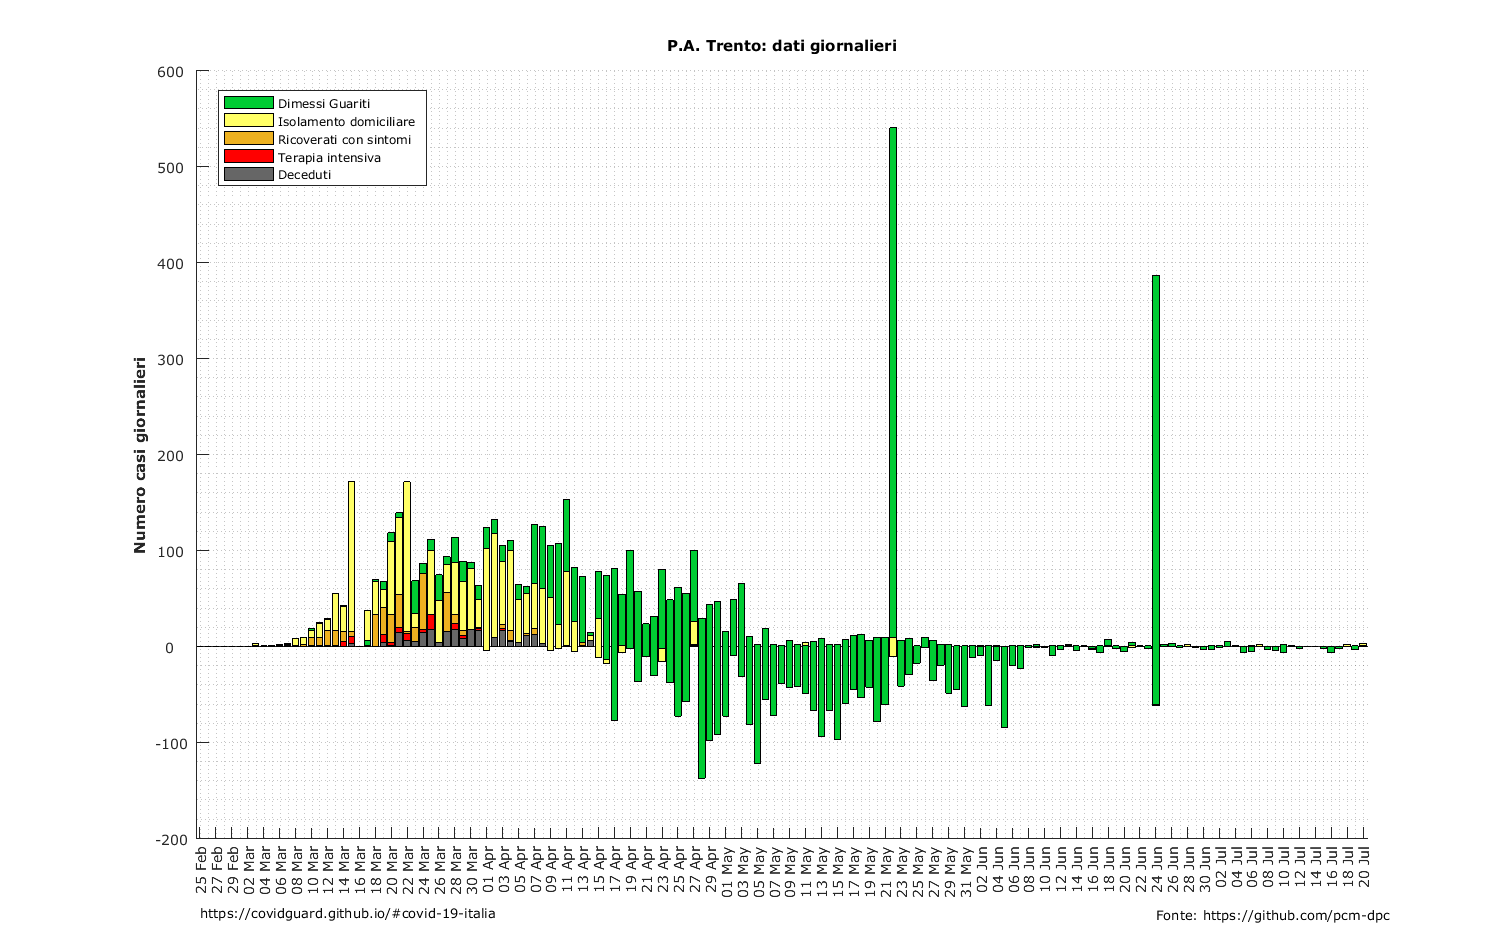 P.A. Trento: dati giornalieri
600
500
400
300
200
100
0
-100
-200
Numero casi giornalieri
Dimessi Guariti
Isolamento domiciliare
Ricoverati con sintomi
Terapia intensiva
Deceduti
25 Feb
27 Feb
29 Feb
02 Mar
04 Mar
06 Mar
08 Mar
10 Mar
12 Mar
14 Mar
16 Mar
18 Mar
20 Mar
22 Mar
24 Mar
26 Mar
28 Mar
30 Mar
01 Apr
03 Apr
05 Apr
07 Apr
09 Apr
11 Apr
13 Apr
15 Apr
17 Apr
19 Apr
21 Apr
23 Apr
25 Apr
27 Apr
29 Apr
01 May
03 May
05 May
07 May
09 May
11 May
13 May
15 May
17 May
19 May
21 May
23 May
25 May
27 May
29 May
31 May
02 Jun
04 Jun
06 Jun
08 Jun
10 Jun
12 Jun
14 Jun
16 Jun
18 Jun
20 Jun
22 Jun
24 Jun
26 Jun
28 Jun
30 Jun
02 Jul
04 Jul
06 Jul
08 Jul
10 Jul
12 Jul
14 Jul
16 Jul
18 Jul
20 Jul
https://covidguard.github.io/#covid-19-italia
Fonte: https://github.com/pcm-dpc